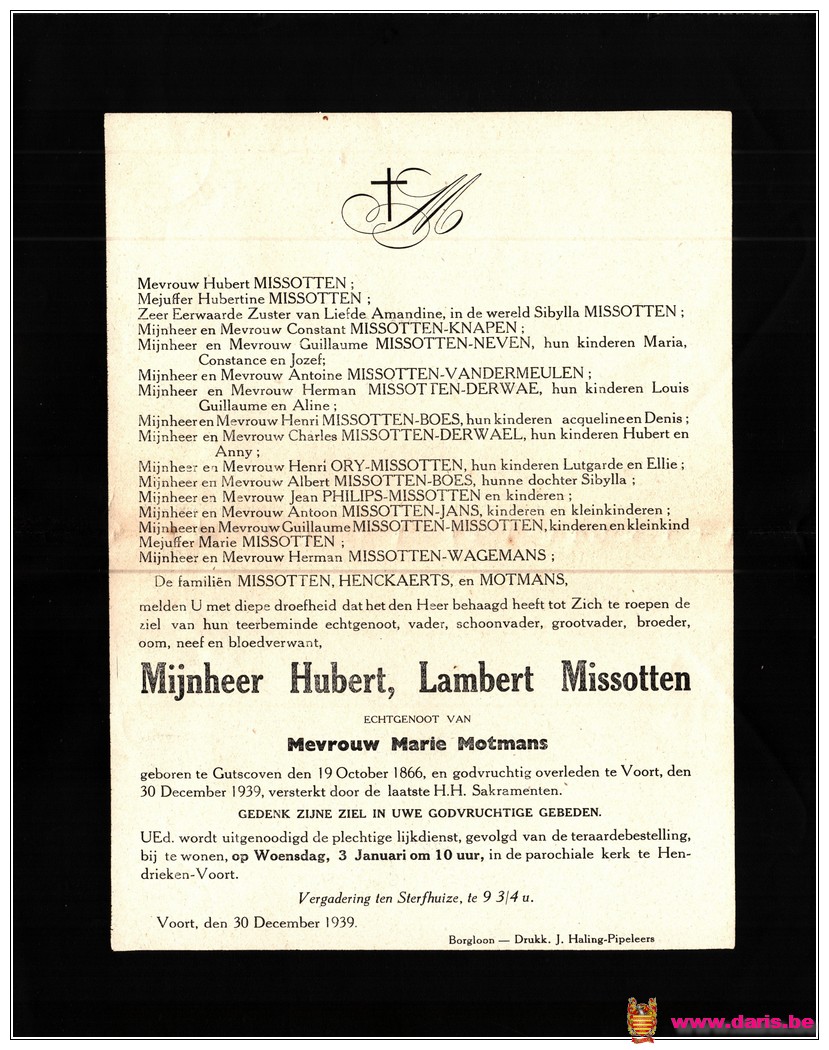 M
Mevrouw Hubert MISSOTTEN ;
Mejuffer Hubertine MISSOTTEN ;
Zeer Eerwaarde Zuster van Liefde Amandine, in de wereld Sibylla MISSOTTEN ;
Mijnheer en Mevrouw Constant MISSOTTEN-KNAPEN ;
Mijnheer en Mevrouw Guillaume MISSOTTEN-NEVEN, hun kinderen Maria,
Constance en Jozef;
Mijnheer en Mevrouw Antoine MISSOTTEN-VANDERMEULEN ;
Mijnheer en Mevrouw Herman MISSOTTEN-DERWAE, hun kinderen Louis
Guillaume en Aline ;
Mijnheer en Mevrouw Henri MISSOTTEN-BOES, hun kinderen acqueline en Denis ;
Mijnheer en Mevrouw Charles MISSOTTEN-DERWAEL, hun kinderen Hubert en
Anny ;
Mijnheer en Mevrouw Henri ORY-MISSOTTEN, hun kinderen Lutgarde en Ellie ;
Mijnheer en Mevrouw Albert MISSOTTEN-BOES, hunne dochter Sibylla ;
Mijnheer en Mevrouw Jean PHILIPS-MISSOTTEN en kinderen ;
Mijnheer en Mevrouw Antoon MISSOTTEN-JANS, kinderen en kleinkinderen ;
Mijnheer en Mevrouw Guillaume MISSOTTEN-MISSOTTEN, kinderen en kleinkind
Mejuffer Marie MISSOTTEN ;
Mijnheer en Mevrouw Herman MISSOTTEN-WAGEMANS ;
De familiën MISSOTTEN, HENCKAERTS, en MOTMANS,
melden U met diepe droefheid dat het den Heer behaagd heeft tot Zich te roepen de
ziel van hun teerbeminde echtgenoot, vader, schoonvader, grootvader, broeder,
oom, neef en bloedverwant,
Mijnheer Hubert, Lambert Missotten
ECHTGENOOT VAN
Mevrouw Marie Motmans
geboren te Gutscoven den 19 October 1866, en godvruchtig overleden te Voort, den
30 December 1939, versterkt door de laatste H.H. Sakramenten.
GEDENK ZIJNE ZIEL IN UWE GODVRUCHTIGE GEBEDEN.
UEd. wordt uitgenoodigd de plechtige lijkdienst, gevolgd van de teraardebestelling,
bij te wonen, op Woensdag, 3 Januari om 10 uur, in de parochiale kerk te Hen-
drieken-Voort.
Vergadering ten Sterfhuize, te 9 3/4 u.
Voort, den 30 December 1939.
Borgloon — Drukk. J. Haling-Pipeleers
www.daris.be